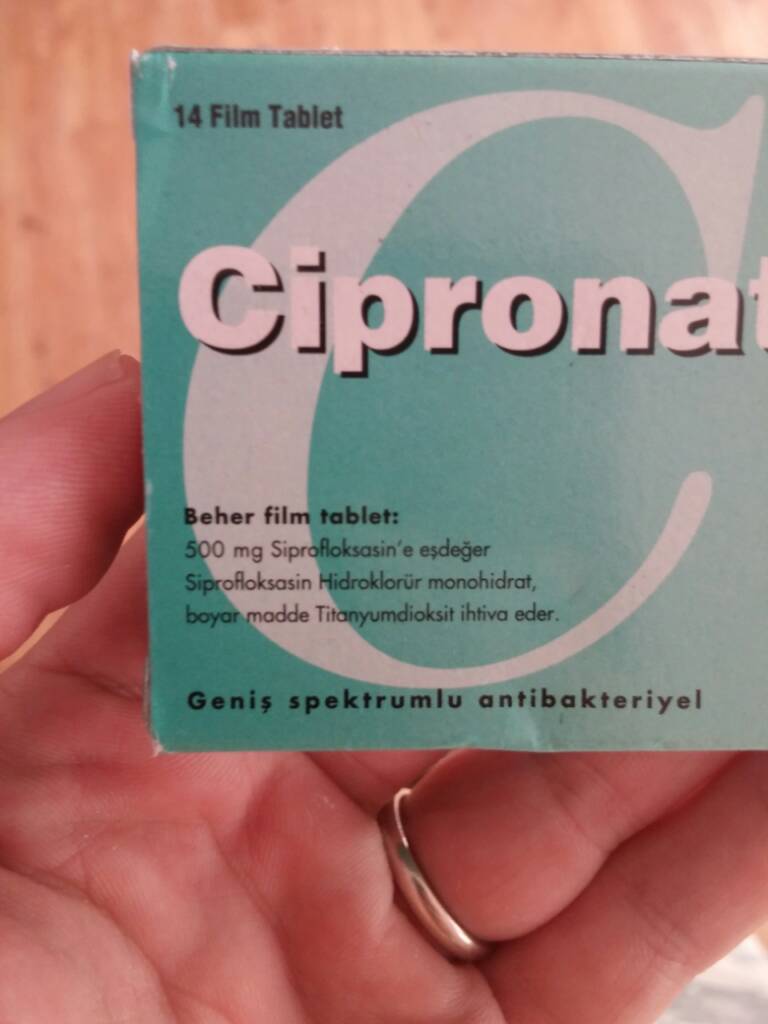 14 Film Tablet
Cipronat
Beher film tablet:
500 mg Siprofloksasin'e eşdeğer
Siprofloksasin Hidroklorür monohidrat,
boyar madde Titanyumdioksit ihtiva eder.
Geniş spektrumlu antibakteriyel